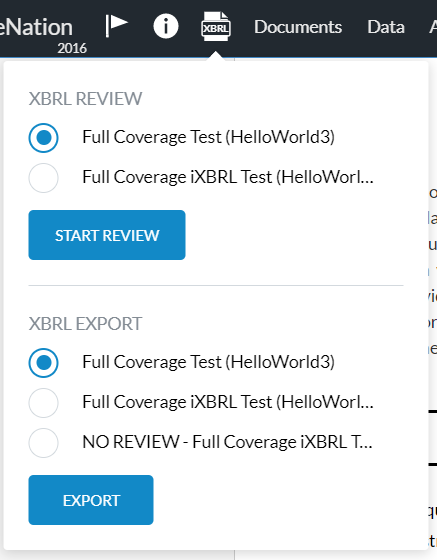 eNation
2016
XBRL
Documents
Data
XBRL REVIEW
Full Coverage Test (HelloWorld3)
Full Coverage iXBRL Test (HelloWorl...
START REVIEW
XBRL EXPORT
Full Coverage Test (HelloWorld3)
Full Coverage iXBRL Test (HelloWorl...
NO REVIEW - Full Coverage iXBRL T...
EXPORT